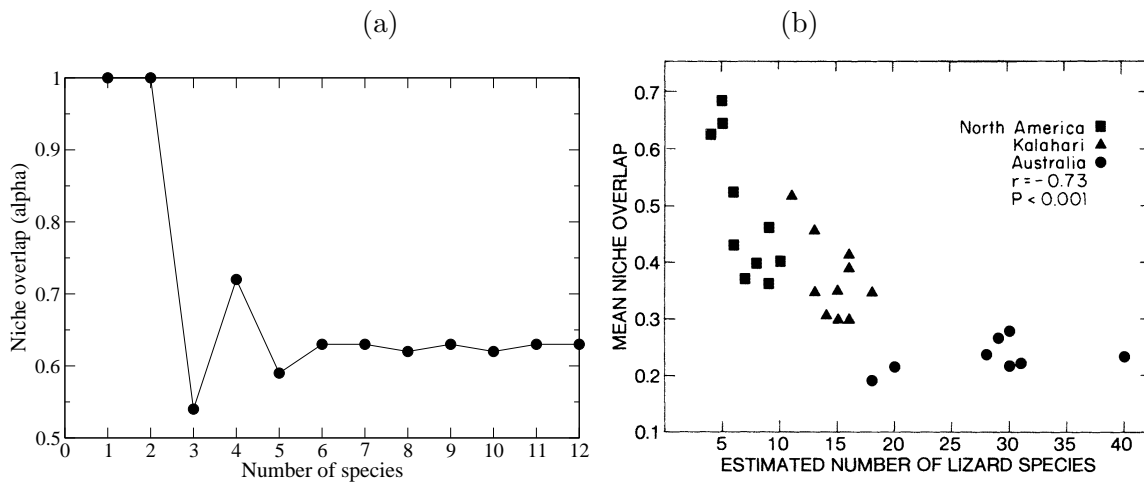 (a)
(b)
1
0.9
0.8
0.7
0.6
0.5
Niche overlap (alpha)
0 1 2 3 4 5 6 7 8 9 10 11 12
Number of species
0.7
0.6
0.5
0.4
0.3
0.2
0.1
MEAN NICHE OVERLAP
North America
Kalahari
Australia
r = - 0.73
P < 0.001
5 10 15 20 25 30 35 40
ESTIMATED NUMBER OF LIZARD SPECIES